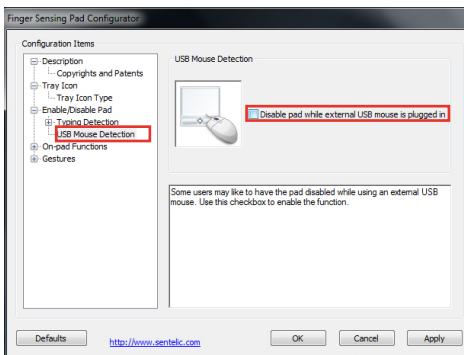 Finger Sensing Pad Configurator
Configuration Items
Description
Copyrights and Patents
Tray Icon
Tray Icon Type
Enable/Disable Pad
Typing Detection
USB Mouse Detection
On-pad Functions
Gestures
USB Mouse Detection
Disable pad while external USB mouse is plugged in
Some users may like to have the pad disabled while using an external USB
mouse. Use this checkbox to enable the function.
Defaults
http://www.sentelic.com
OK
Cancel
Apply